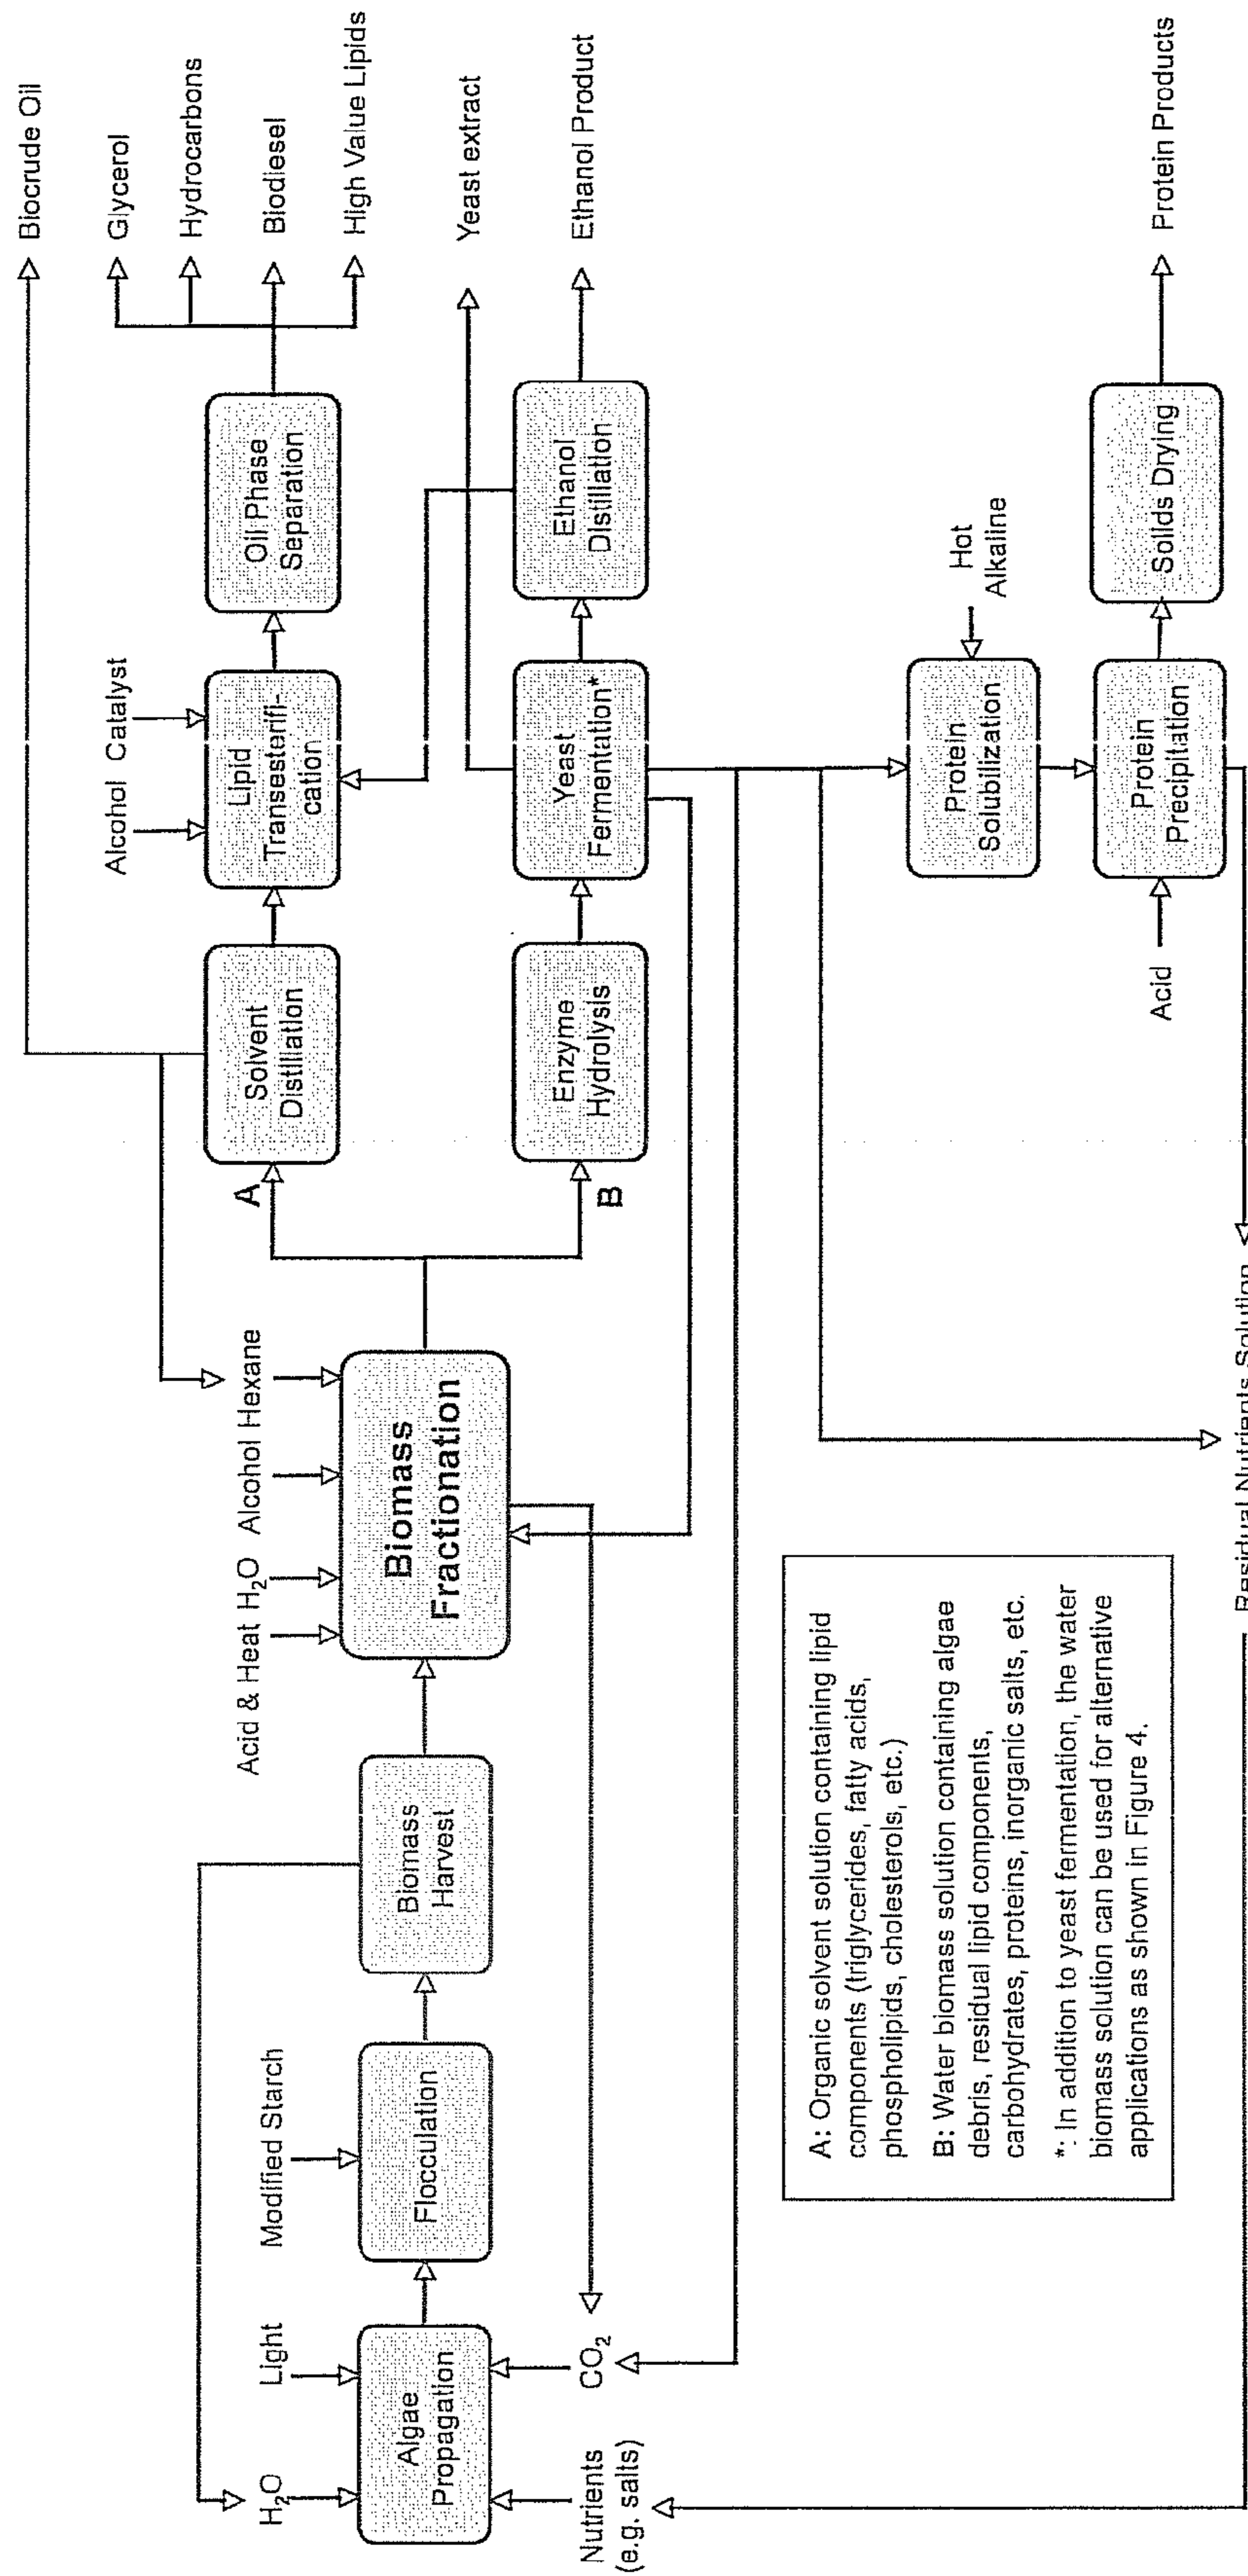 H₂O
Light
Modified Starch
Acid & Heat
H₂O
Alcohol
Hexane
Alcohol
Catalyst
Algae
Propagation
Flocculation
Biomass
Harvest
Biomass
Fractionation
A
B
Solvent
Distillation
Lipid
Transesterifi-
cation
Oil Phase
Separation
Biocrude Oil
Glycerol
Hydrocarbons
Biodiesel
High Value Lipids
Yeast extract
Enzyme
Hydrolysis
Yeast
Fermentation*
Ethanol
Distillation
Ethanol Product
Nutrients
(e.g. salts)
CO₂
Hot
Alkaline
Protein
Solubilization
Acid
Protein
Precipitation
Solids Drying
Protein Products
A: Organic solvent solution containing lipid
components (triglycerides, fatty acids,
phospholipids, cholesterols, etc.)
B: Water biomass solution containing algae
debris, residual lipid components,
carbohydrates, proteins, inorganic salts, etc.
*: In addition to yeast fermentation, the water
biomass solution can be used for alternative
applications as shown in Figure 4.
Residual Nutrients Solution